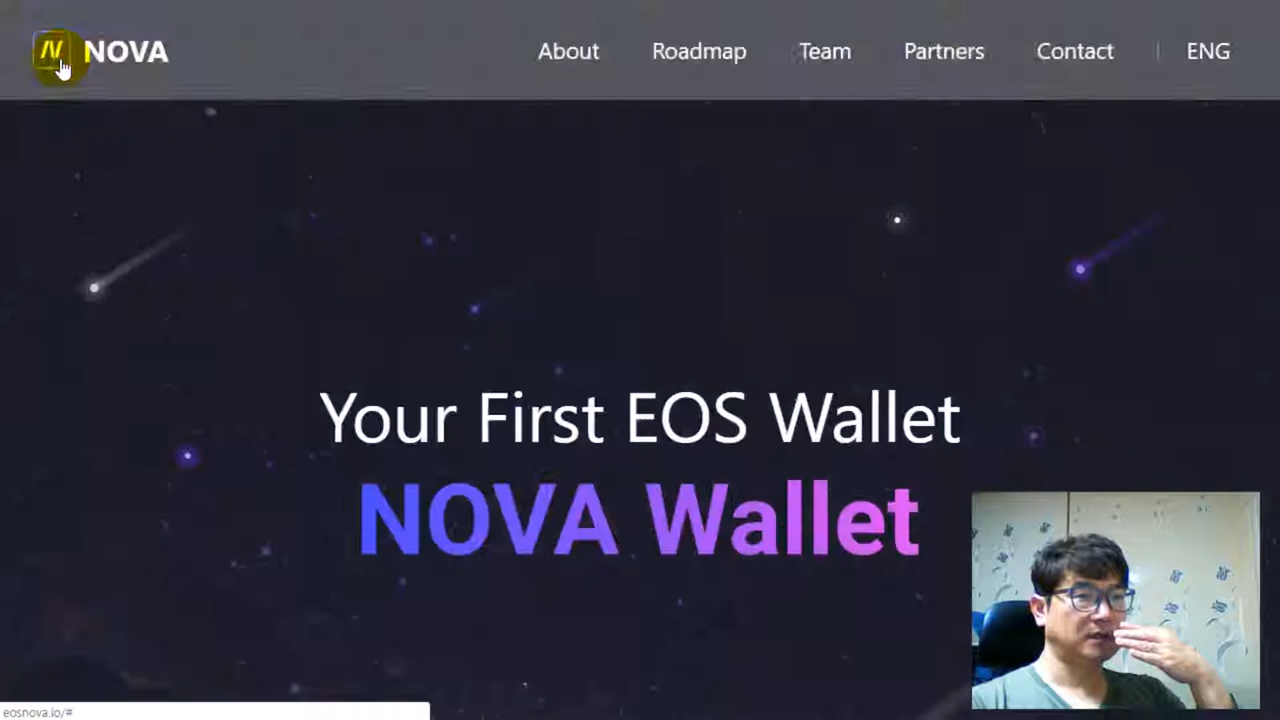 N NOVA
About
Roadmap
Team
Partners
Contact
ENG
Your First EOS Wallet
NOVA Wallet
eosnova.io/#